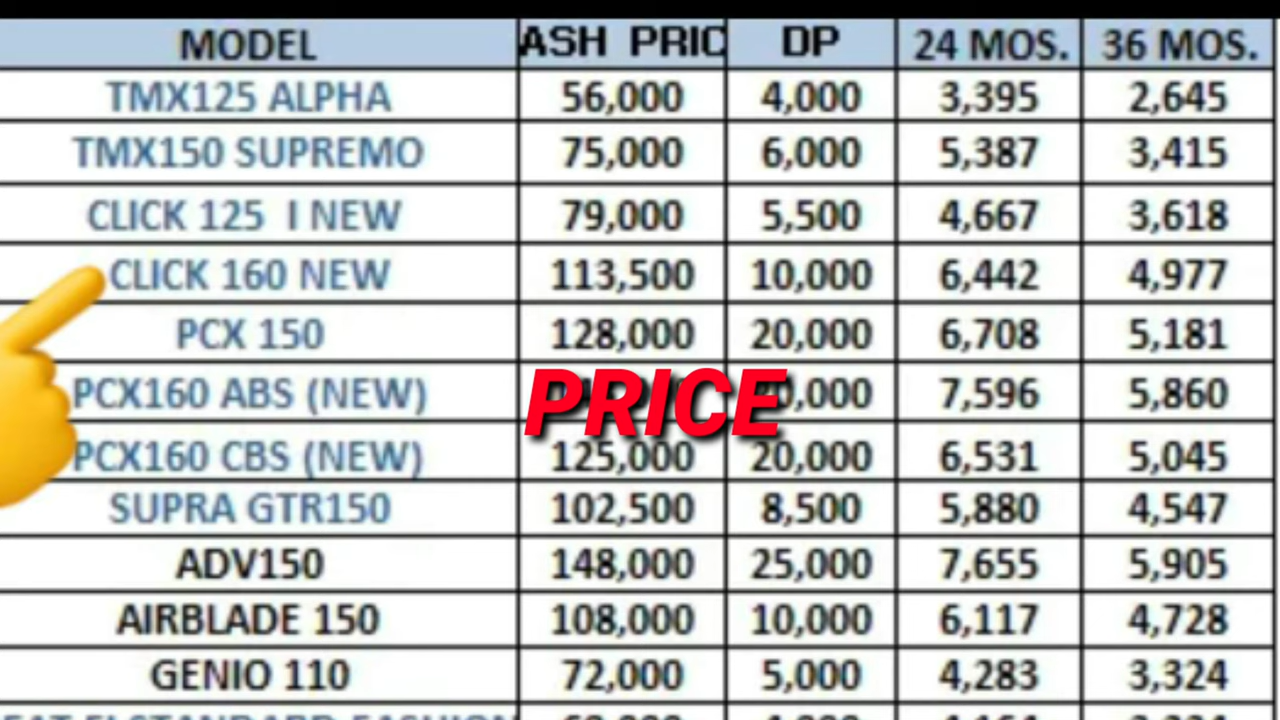 MODEL ASH PRIC DP 24 MOS. 36 MOS.
TMX125 ALPHA 56,000 4,000 3,395 2,645
TMX150 SUPREMO 75,000 6,000 5,387 3,415
CLICK 125 I NEW 79,000 5,500 4,667 3,618
CLICK 160 NEW 113,500 10,000 6,442 4,977
PCX 150 128,000 20,000 6,708 5,181
PCX160 ABS (NEW) 7,596 5,860
PRICE
PCX160 CBS (NEW) 125,000 20,000 6,531 5,045
SUPRA GTR150 102,500 8,500 5,880 4,547
ADV150 148,000 25,000 7,655 5,905
AIRBLADE 150 108,000 10,000 6,117 4,728
GENIO 110 72,000 5,000 4,283 3,324